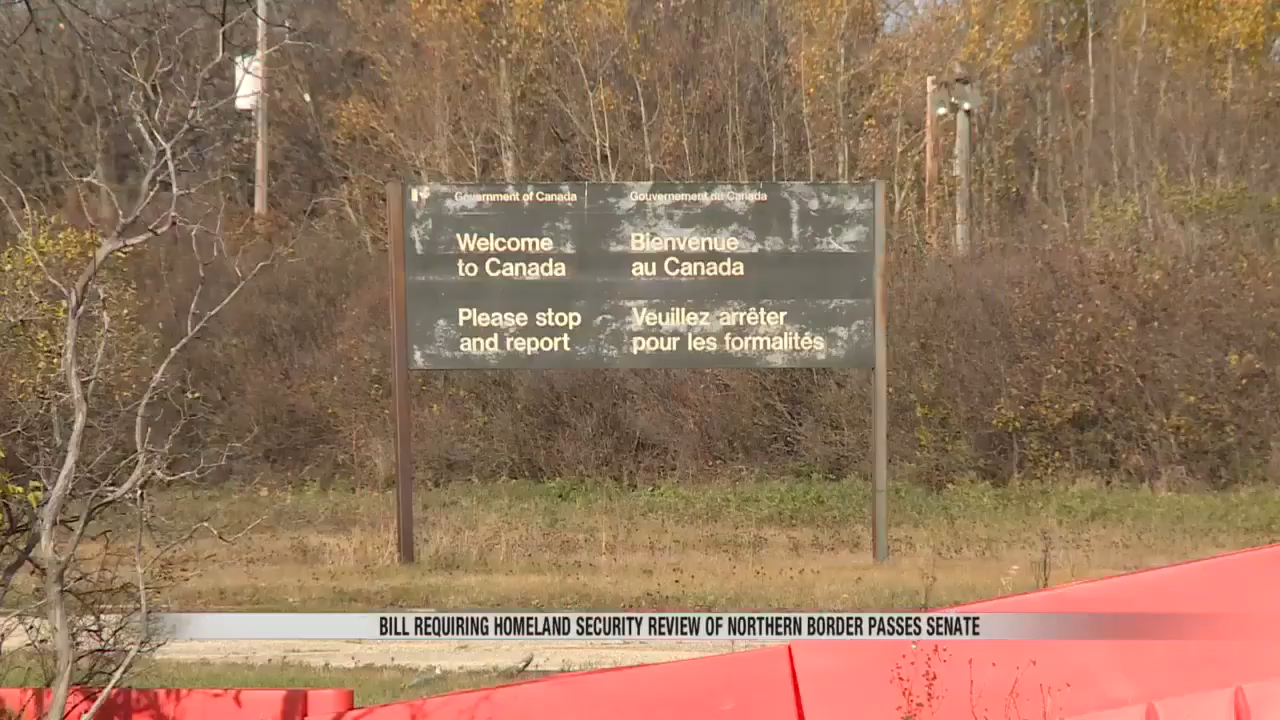 Government of Canada
Gouvernement du Canada
Welcome
to Canada
Bienvenue
au Canada
Please stop
and report
Veuillez arrêter
pour les formalités
BILL REQUIRING HOMELAND SECURITY REVIEW OF NORTHERN BORDER PASSES SENATE